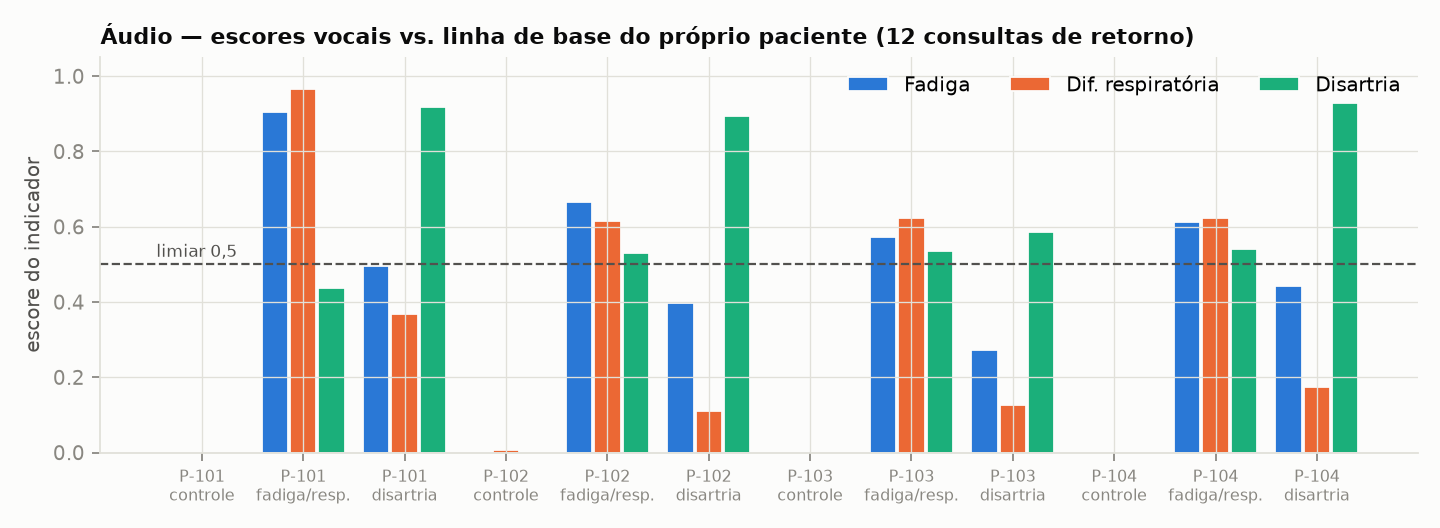 Áudio — escores vocais vs. linha de base do próprio paciente (12 consultas de retorno)
Fadiga Dif. respiratória Disartria
escore do indicador
1.0
0.8
0.6
0.4
0.2
0.0
limiar 0,5
P-101 controle
P-101 fadiga/resp.
P-101 disartria
P-102 controle
P-102 fadiga/resp.
P-102 disartria
P-103 controle
P-103 fadiga/resp.
P-103 disartria
P-104 controle
P-104 fadiga/resp.
P-104 disartria